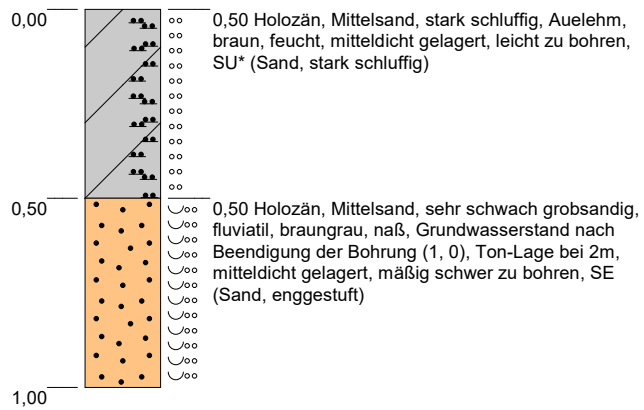 0,00
0,50 Holozän, Mittelsand, stark schluffig, Auelehm,
braun, feucht, mitteldicht gelagert, leicht zu bohren,
SU* (Sand, stark schluffig)
0,50
0,50 Holozän, Mittelsand, sehr schwach grobsandig,
fluviatil, braungrau, naß, Grundwasserstand nach
Beendigung der Bohrung (1, 0), Ton-Lage bei 2m,
mitteldicht gelagert, mäßig schwer zu bohren, SE
(Sand, enggestuft)
1,00